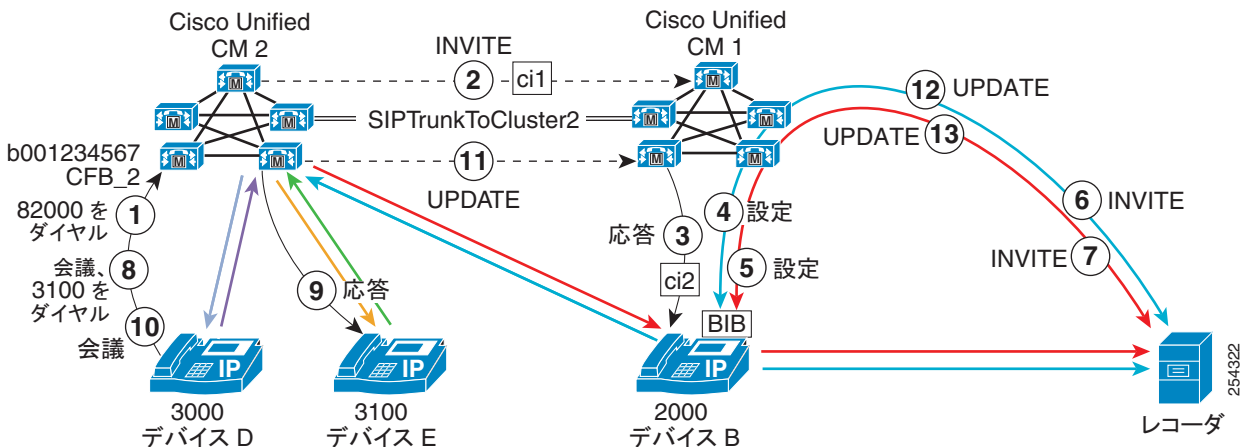 Cisco Unified
CM 2
Cisco Unified
CM 1
INVITE
2
ci1
12
UPDATE
M
M
M
M
M
M
M
M
M
M
SIPTrunkToCluster2
UPDATE
13
b001234567
CFB_2
11
UPDATE
1
82000 を
ダイヤル
8
会議、
3100 を
ダイヤル
10
会議
9
応答
応答
3
ci2
4
設定
5
設定
6
INVITE
INVITE
7
BIB
IP
IP
IP
3000
デバイス D
3100
デバイス E
2000
デバイス B
レコーダ
254322